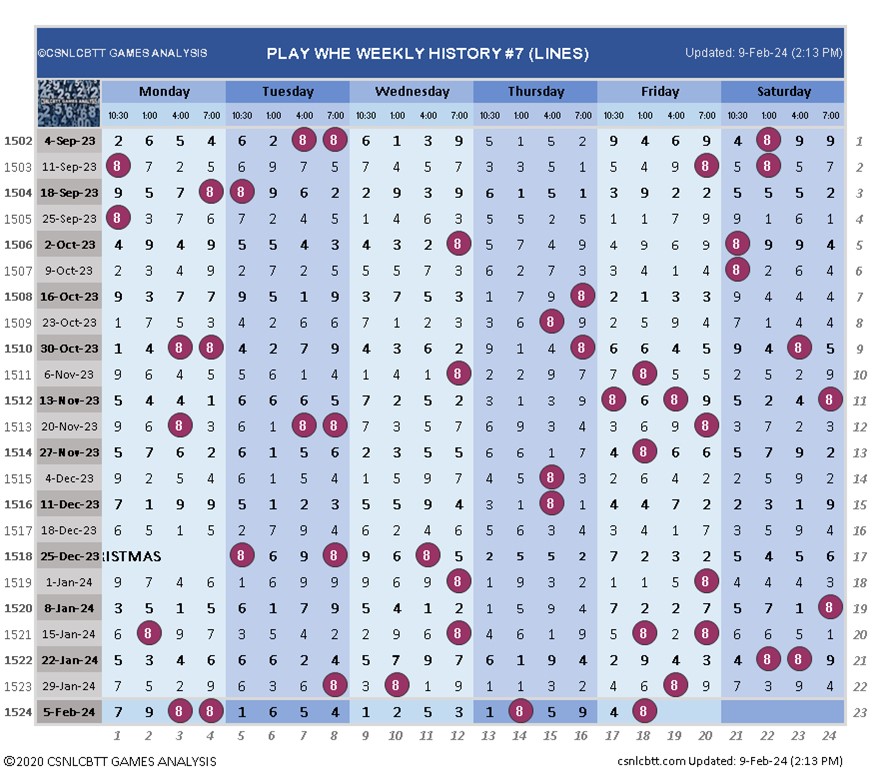 ©CSNLCBTT GAMES ANALYSIS PLAY WHE WEEKLY HISTORY #7 (LINES) Updated: 9-Feb-24 (2:13 PM)
Monday Tuesday Wednesday Thursday Friday Saturday
10:30 1:00 4:00 7:00 10:30 1:00 4:00 7:00 10:30 1:00 4:00 7:00 10:30 1:00 4:00 7:00 10:30 1:00 4:00 7:00 10:30 1:00 4:00 7:00
1502 4-Sep-23 2 6 5 4 6 2 8 8 6 1 3 9 5 1 5 2 9 4 6 9 4 8 9 9 1
1503 11-Sep-23 8 7 2 5 6 9 7 5 7 4 5 7 3 3 5 1 5 4 9 8 5 8 5 7 2
1504 18-Sep-23 9 5 7 8 8 9 6 2 2 9 3 9 6 1 5 1 3 9 2 2 5 5 5 2 3
1505 25-Sep-23 8 3 7 6 7 2 4 5 1 4 6 3 5 5 2 5 1 1 7 9 9 1 6 1 4
1506 2-Oct-23 4 9 4 9 5 5 4 3 4 3 2 8 5 7 4 9 4 9 6 9 8 9 9 4 5
1507 9-Oct-23 2 3 4 9 2 7 2 5 5 5 7 3 6 2 7 3 3 4 1 4 8 2 6 4 6
1508 16-Oct-23 9 3 7 7 9 5 1 9 3 7 5 3 1 7 9 8 2 1 3 3 9 4 4 4 7
1509 23-Oct-23 1 7 5 3 4 2 6 6 7 1 2 3 3 6 8 9 2 5 9 4 7 1 4 4 8
1510 30-Oct-23 1 4 8 8 4 2 7 9 4 3 6 2 9 1 4 8 6 6 4 5 9 4 8 5 9
1511 6-Nov-23 9 6 4 5 5 6 1 4 1 4 1 8 2 2 9 7 7 8 5 5 2 5 2 9 10
1512 13-Nov-23 5 4 4 1 6 6 6 5 7 2 5 2 3 1 3 9 8 6 8 9 5 2 4 8 11
1513 20-Nov-23 9 6 8 3 6 1 8 8 7 3 5 7 6 9 3 4 3 6 9 8 3 7 2 3 12
1514 27-Nov-23 5 7 6 2 6 1 5 6 2 3 5 5 6 6 1 7 4 8 6 6 2 5 9 2 13
1515 4-Dec-23 9 2 5 4 6 1 5 4 1 5 9 7 5 4 8 3 2 6 4 2 2 7 9 2 14
1516 11-Dec-23 7 1 9 9 5 1 2 3 5 5 9 4 3 1 8 1 4 4 7 2 2 3 1 9 15
1517 18-Dec-23 6 5 1 5 2 7 9 4 6 2 4 6 5 6 3 4 3 4 1 7 3 5 9 4 16
1518 25-Dec-23 RISTMAS 8 6 9 8 9 6 8 5 2 5 5 2 7 2 3 2 5 4 5 6 17
1519 1-Jan-24 9 7 4 6 1 6 9 9 9 6 9 8 1 9 3 2 1 1 5 8 4 4 4 3 18
1520 8-Jan-24 3 5 1 5 6 1 7 9 5 4 1 2 1 5 9 4 7 2 2 7 5 7 1 8 19
1521 15-Jan-24 6 8 9 7 3 5 4 2 2 9 6 8 4 6 1 9 5 8 2 8 6 6 5 1 20
1522 22-Jan-24 5 3 4 6 6 6 2 4 5 7 9 7 6 1 9 4 2 9 4 3 4 8 8 9 21
1523 29-Jan-24 7 5 2 9 6 3 6 8 3 8 1 9 1 1 3 2 4 6 8 9 7 3 9 4 22
1524 5-Feb-24 7 9 8 8 1 6 5 4 1 2 5 3 1 8 5 9 4 8 23
1 2 3 4 5 6 7 8 9 10 11 12 13 14 15 16 17 18 19 20 21 22 23 24
©2020 CSNLCBTT GAMES ANALYSIS csnlcbtt.com Updated: 9-Feb-24 (2:13 PM)